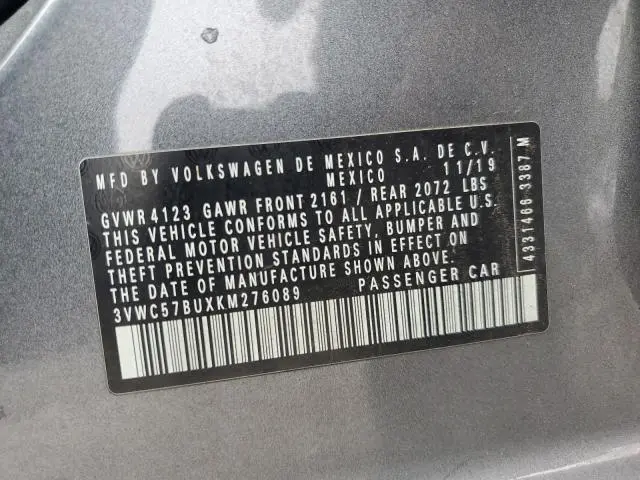 MFD BY VOLKSWAGEN DE MEXICO S.A. DE C.V.
MEXICO 11/19
GVWR 4123 GAWR FRONT 2161 / REAR 2072 LBS
THIS VEHICLE CONFORMS TO ALL APPLICABLE U.S.
FEDERAL MOTOR VEHICLE SAFETY, BUMPER AND
THEFT PREVENTION STANDARDS IN EFFECT ON
THE DATE OF MANUFACTURE SHOWN ABOVE.
3VWC57BUXKM276089 PASSENGER CAR
4331466 3387 M